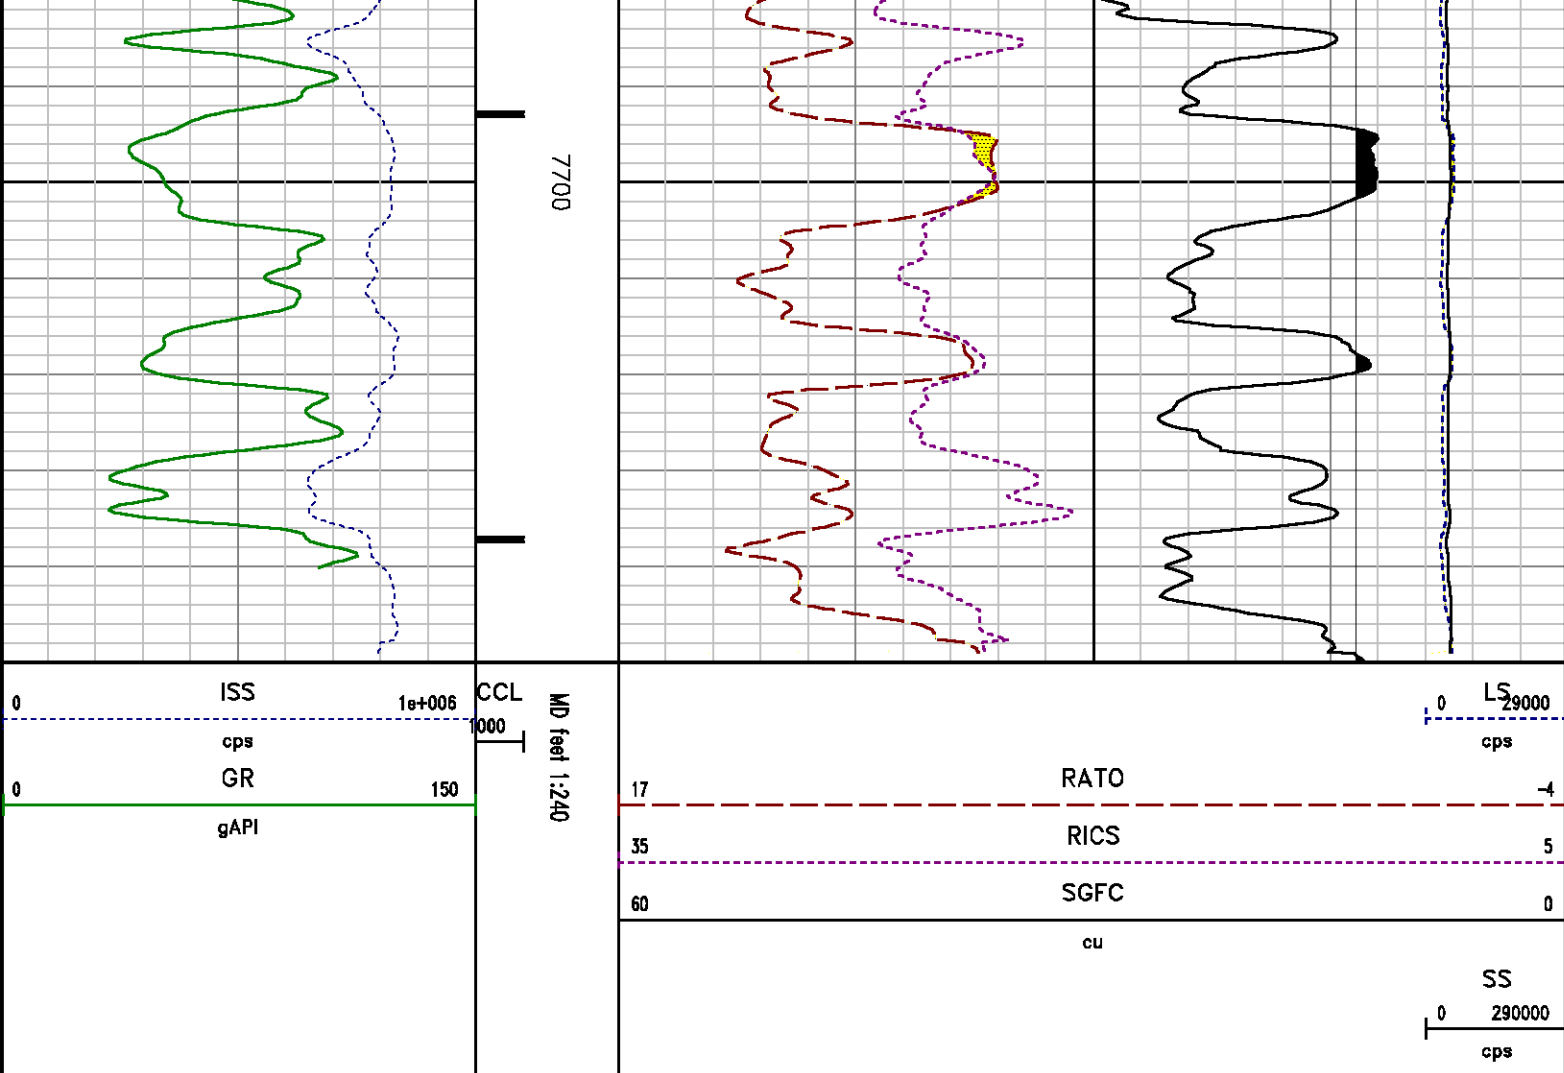 7700
ISS
0 1e+006
cps
GR
0 150
gAPI
CCL
1000
MD feet 1:240
LS
0 29000
cps
RATO
17 -4
RICS
35 5
SGFC
60 0
cu
SS
0 290000
cps